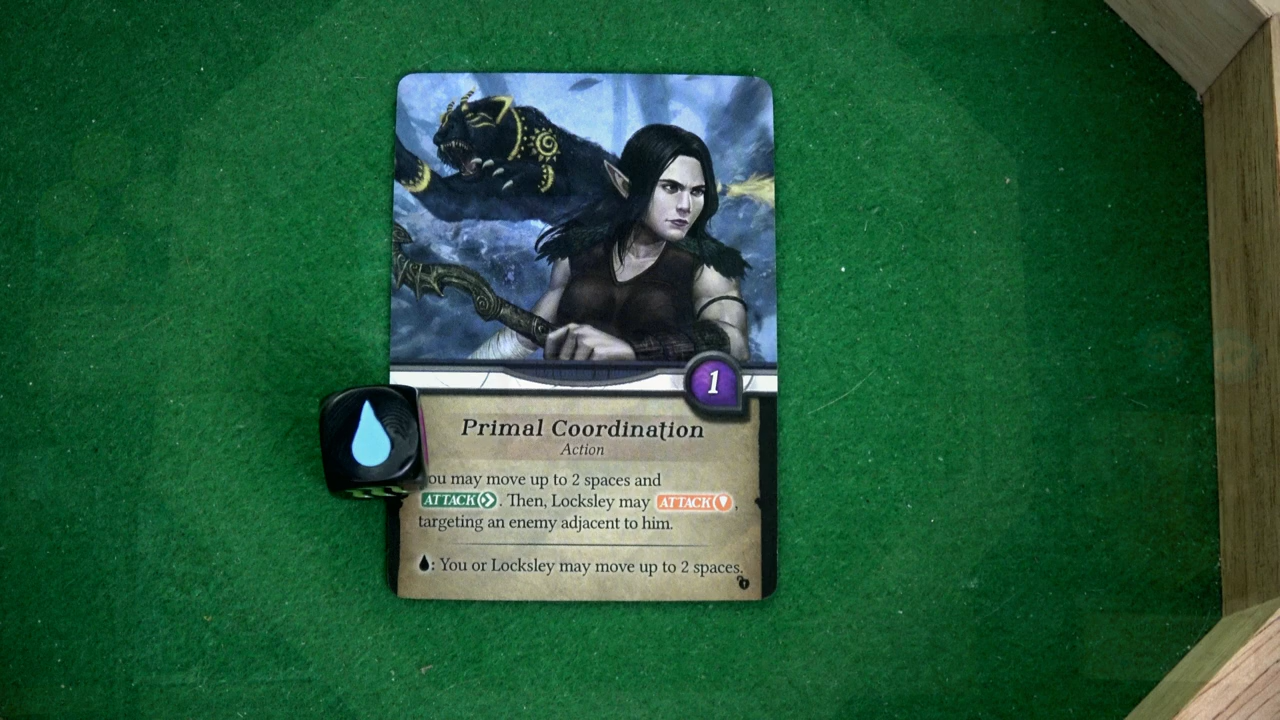 1
Primal Coordination
Action
ou may move up to 2 spaces and
ATTACK. Then, Locksley may ATTACK,
targeting an enemy adjacent to him.
: You or Locksley may move up to 2 spaces.